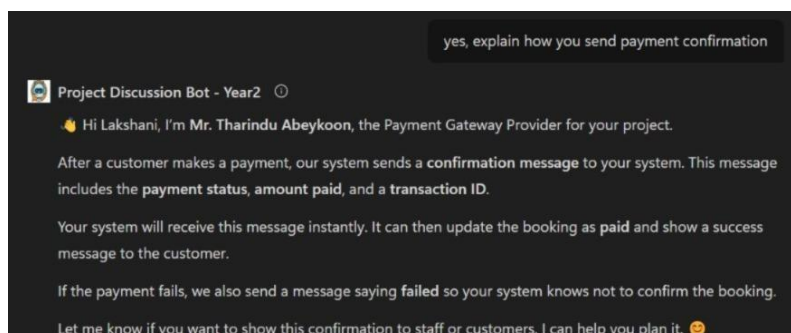 yes, explain how you send payment confirmation
Project Discussion Bot - Year2
👋 Hi Lakshani, I'm Mr. Tharindu Abeykoon, the Payment Gateway Provider for your project.
After a customer makes a payment, our system sends a confirmation message to your system. This message
includes the payment status, amount paid, and a transaction ID.
Your system will receive this message instantly. It can then update the booking as paid and show a success
message to the customer.
If the payment fails, we also send a message saying failed so your system knows not to confirm the booking.
Let me know if you want to show this confirmation to staff or customers. I can help you plan it. 😊